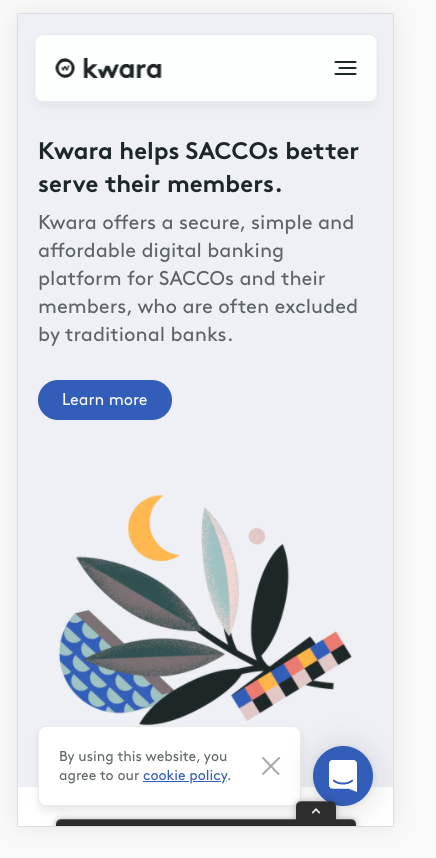 kwara
Kwara helps SACCOs better
serve their members.
Kwara offers a secure, simple and
affordable digital banking
platform for SACCOs and their
members, who are often excluded
by traditional banks.
Learn more
By using this website, you
agree to our cookie policy.